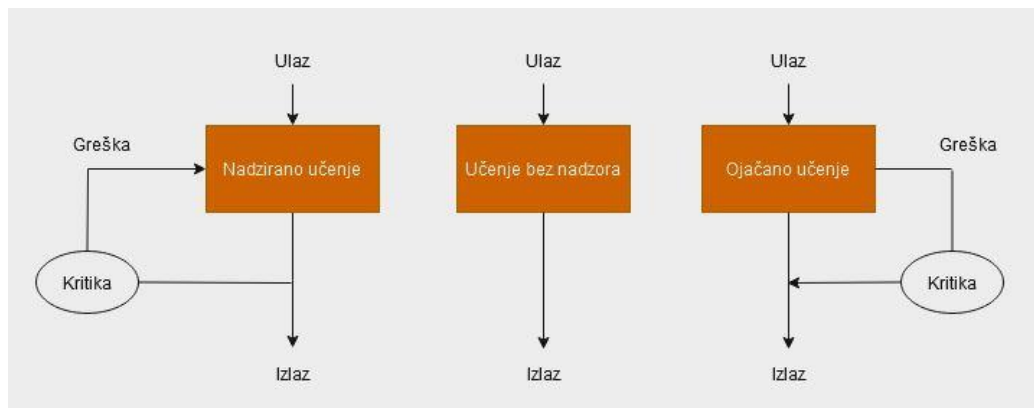 Ulaz
Ulaz
Ulaz
Greška
Greška
Nadzirano učenje
Učenje bez nadzora
Ojačano učenje
Kritika
Kritika
Izlaz
Izlaz
Izlaz